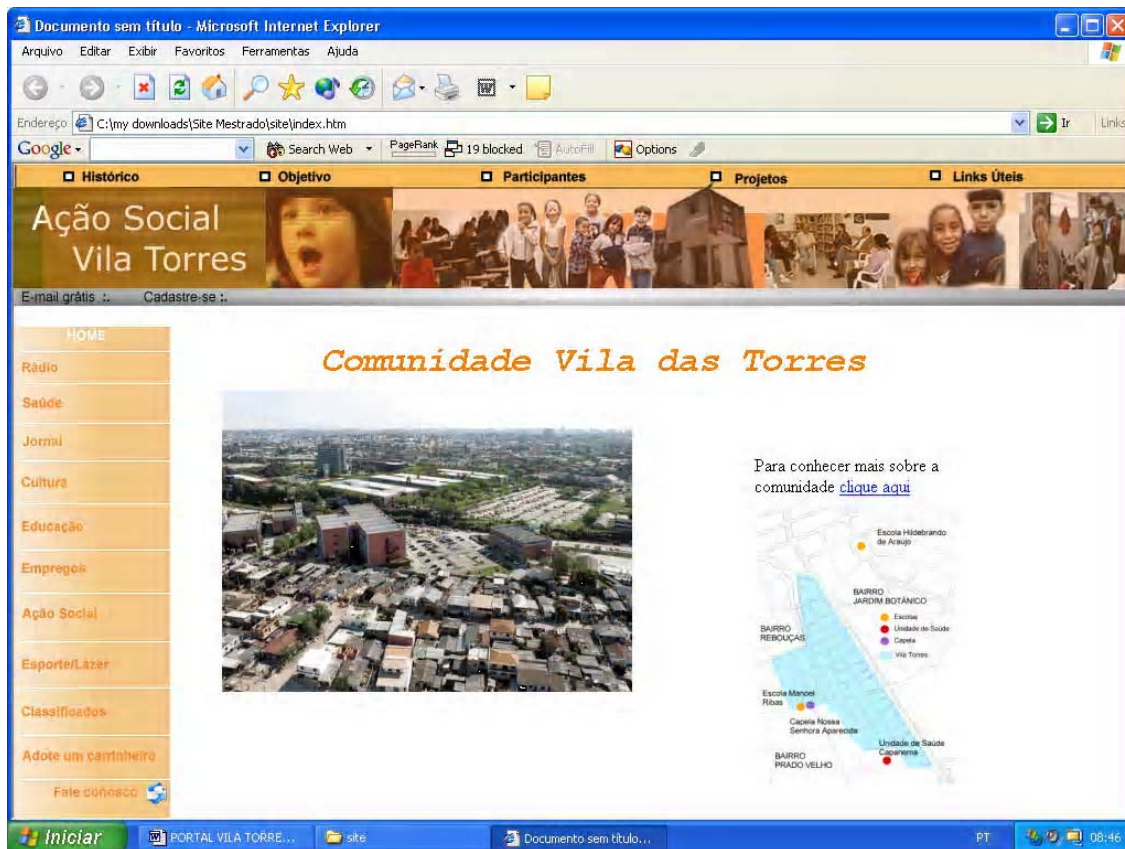 Documento sem título - Microsoft Internet Explorer
Arquivo Editar Exibir Favoritos Ferramentas Ajuda
Endereço C:\my downloads\Site Mestrado\site\index.htm Ir Links
Google Search Web PageRank 19 blocked AutoFill Options
Histórico Objetivo Participantes Projetos Links Úteis
Ação Social
Vila Torres
E-mail grátis :. Cadastre-se :.
HOME
Rádio
Saúde
Jornal
Cultura
Educação
Empregos
Ação Social
Esporte/Lazer
Classificados
Adote um carrinheiro
Fale conosco
Comunidade Vila das Torres
Para conhecer mais sobre a
comunidade clique aqui
Escola Hildebrando
de Araújo
BAIRRO
JARDIM BOTÂNICO
Escolas
Unidade de Saúde
Capela
Vila Torres
BAIRRO
REBOUÇAS
Escola Manoel
Ribas
Capela Nossa
Senhora Aparecida
Unidade de Saúde
Capanema
BAIRRO
PRADO VELHO
Iniciar PORTAL VILA TORRE... site Documento sem título... PT 08:46